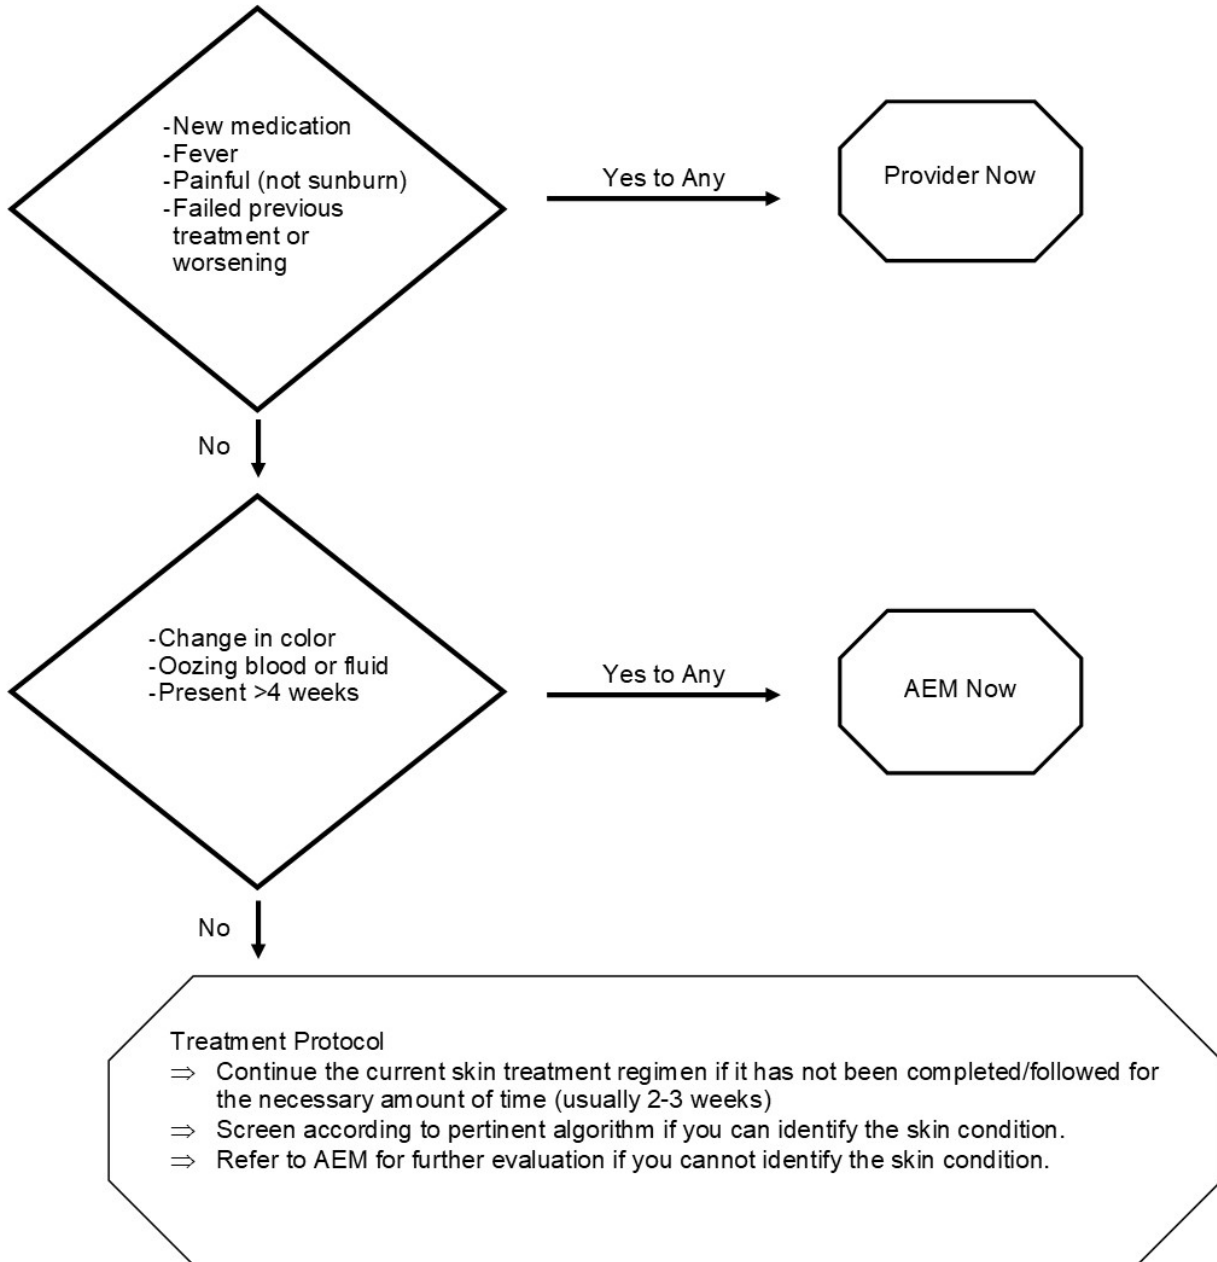 -New medication
-Fever
-Painful (not sunburn)
-Failed previous
treatment or
worsening
Yes to Any
Provider Now
No
-Change in color
-Oozing blood or fluid
-Present >4 weeks
Yes to Any
AEM Now
No
Treatment Protocol
⇒ Continue the current skin treatment regimen if it has not been completed/followed for
the necessary amount of time (usually 2-3 weeks)
⇒ Screen according to pertinent algorithm if you can identify the skin condition.
⇒ Refer to AEM for further evaluation if you cannot identify the skin condition.